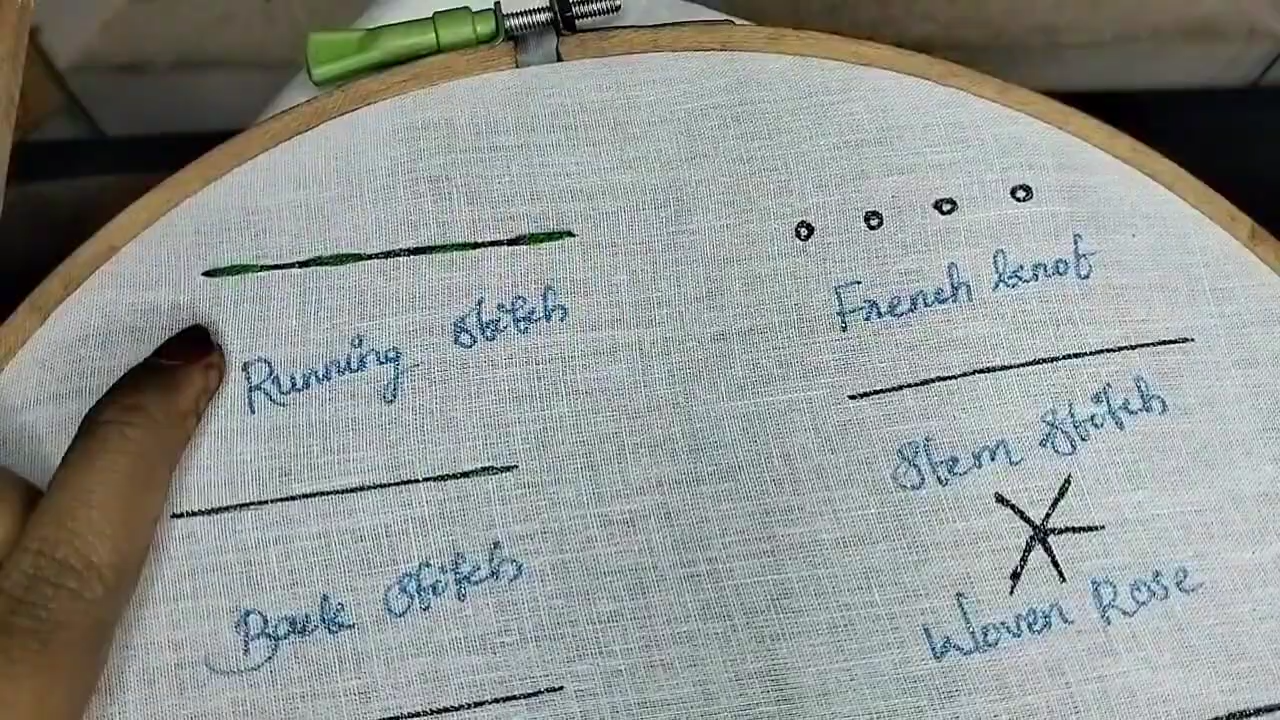 Running Stitch
Back Stitch
French knot
Stem Stitch
Woven Rose